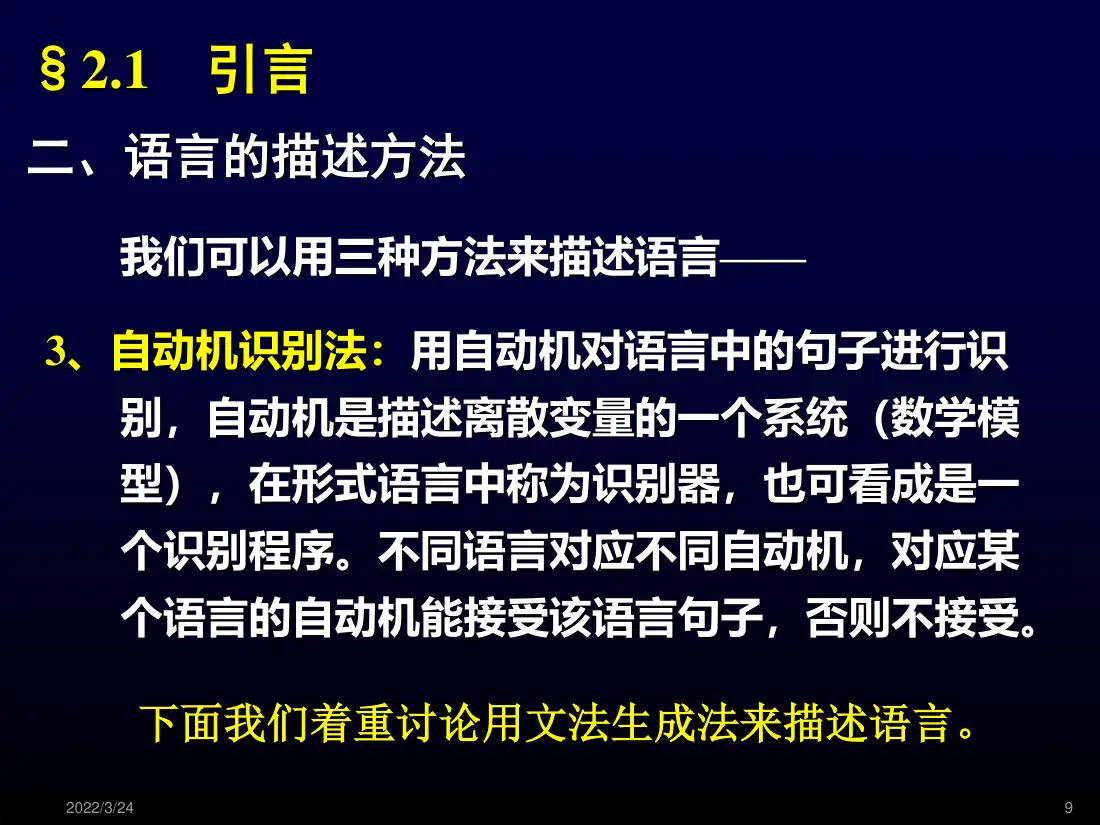 §2.1 引言
二、语言的描述方法
我们可以用三种方法来描述语言——
3、自动机识别法：用自动机对语言中的句子进行识
别，自动机是描述离散变量的一个系统（数学模
型），在形式语言中称为识别器，也可看成是一
个识别程序。不同语言对应不同自动机，对应某
个语言的自动机能接受该语言句子，否则不接受。
下面我们着重讨论用文法生成法来描述语言。
2022/3/24
9